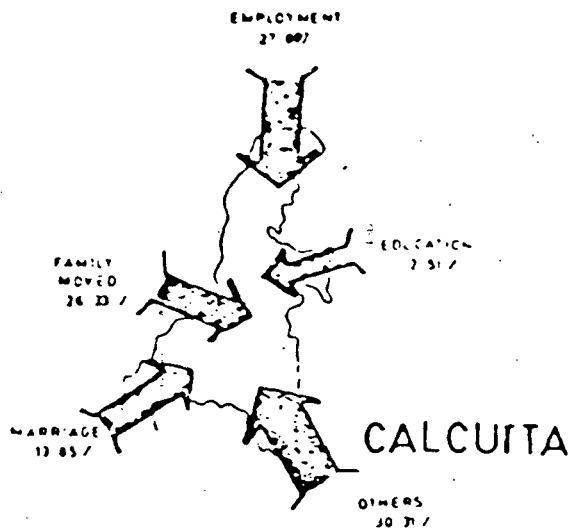 EMPLOYMENT
27.00%
EDUCATION
2.51%
FAMILY
MOVED
26.33%
MARRIAGE
13.85%
CALCUTTA
OTHERS
30.31%